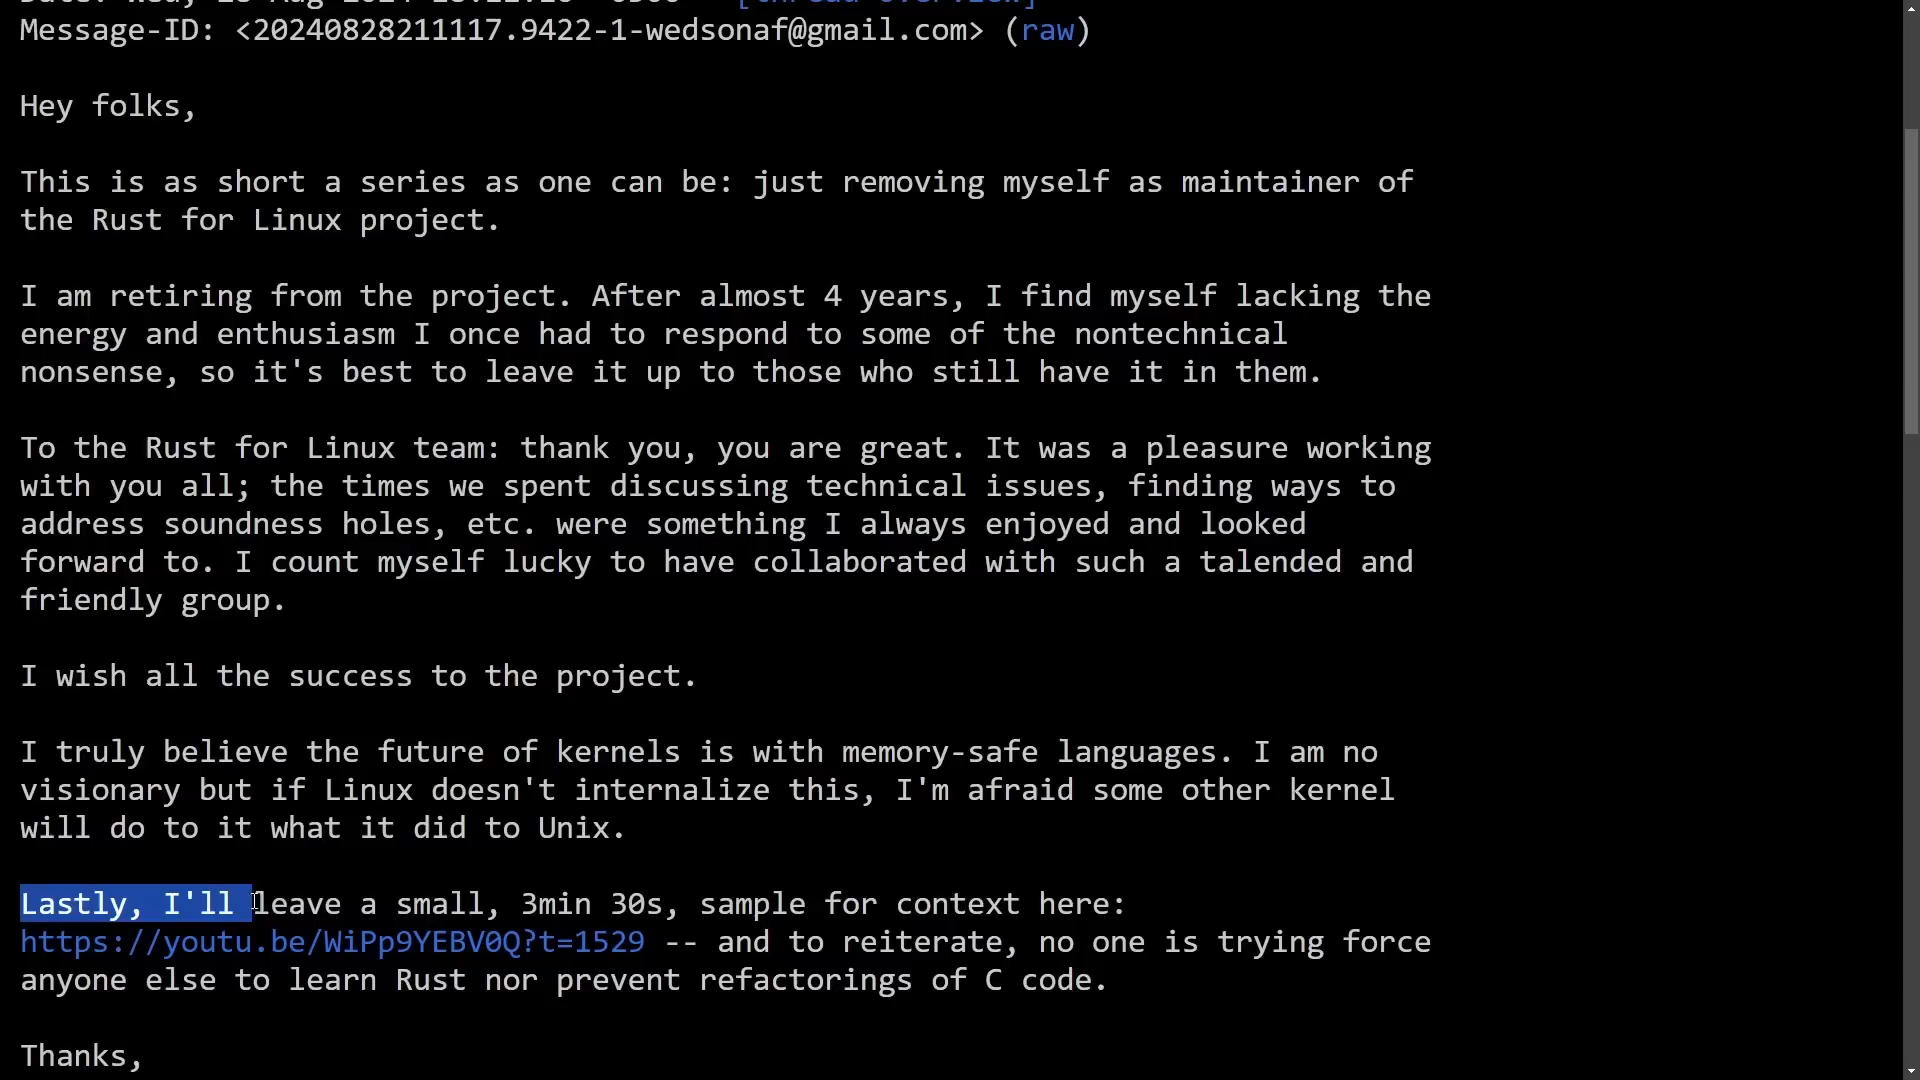 Message-ID: <20240828211117.9422-1-wedsonaf@gmail.com> (raw)
Hey folks,
This is as short a series as one can be: just removing myself as maintainer of
the Rust for Linux project.
I am retiring from the project. After almost 4 years, I find myself lacking the
energy and enthusiasm I once had to respond to some of the nontechnical
nonsense, so it's best to leave it up to those who still have it in them.
To the Rust for Linux team: thank you, you are great. It was a pleasure working
with you all; the times we spent discussing technical issues, finding ways to
address soundness holes, etc. were something I always enjoyed and looked
forward to. I count myself lucky to have collaborated with such a talended and
friendly group.
I wish all the success to the project.
I truly believe the future of kernels is with memory-safe languages. I am no
visionary but if Linux doesn't internalize this, I'm afraid some other kernel
will do to it what it did to Unix.
Lastly, I'll leave a small, 3min 30s, sample for context here:
https://youtu.be/WiPp9YEBV0Q?t=1529 -- and to reiterate, no one is trying force
anyone else to learn Rust nor prevent refactorings of C code.
Thanks,